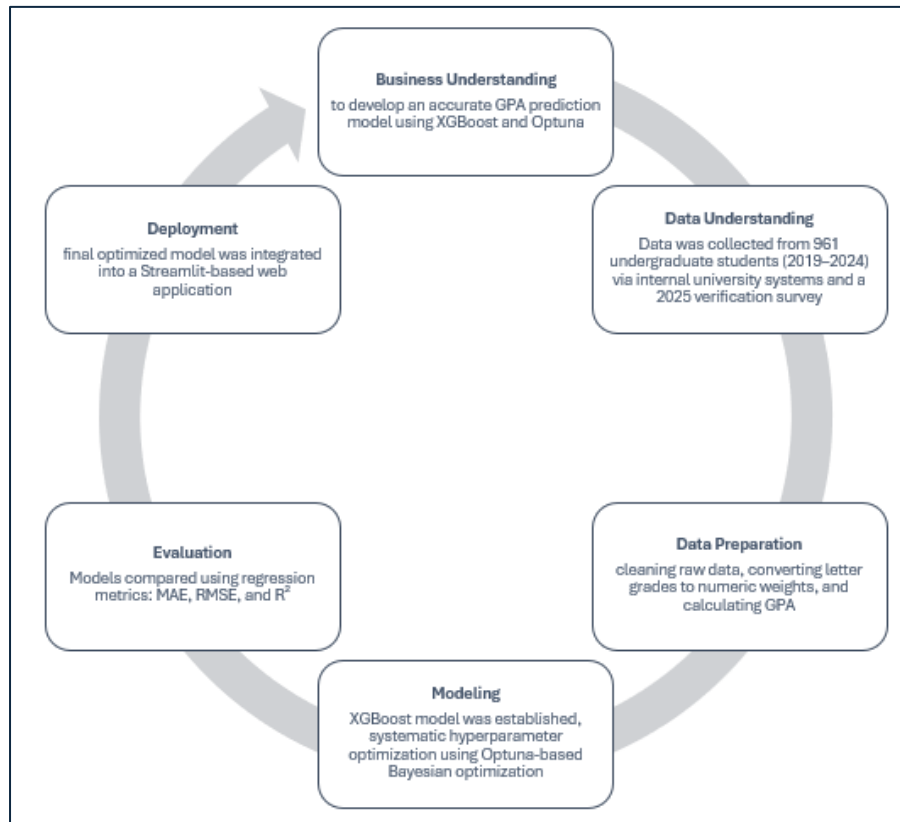 Business Understanding
to develop an accurate GPA prediction
model using XGBoost and Optuna
Data Understanding
Data was collected from 961
undergraduate students (2019–2024)
via internal university systems and a
2025 verification survey
Data Preparation
cleaning raw data, converting letter
grades to numeric weights, and
calculating GPA
Modeling
XGBoost model was established,
systematic hyperparameter
optimization using Optuna-based
Bayesian optimization
Evaluation
Models compared using regression
metrics: MAE, RMSE, and R²
Deployment
final optimized model was integrated
into a Streamlit-based web
application